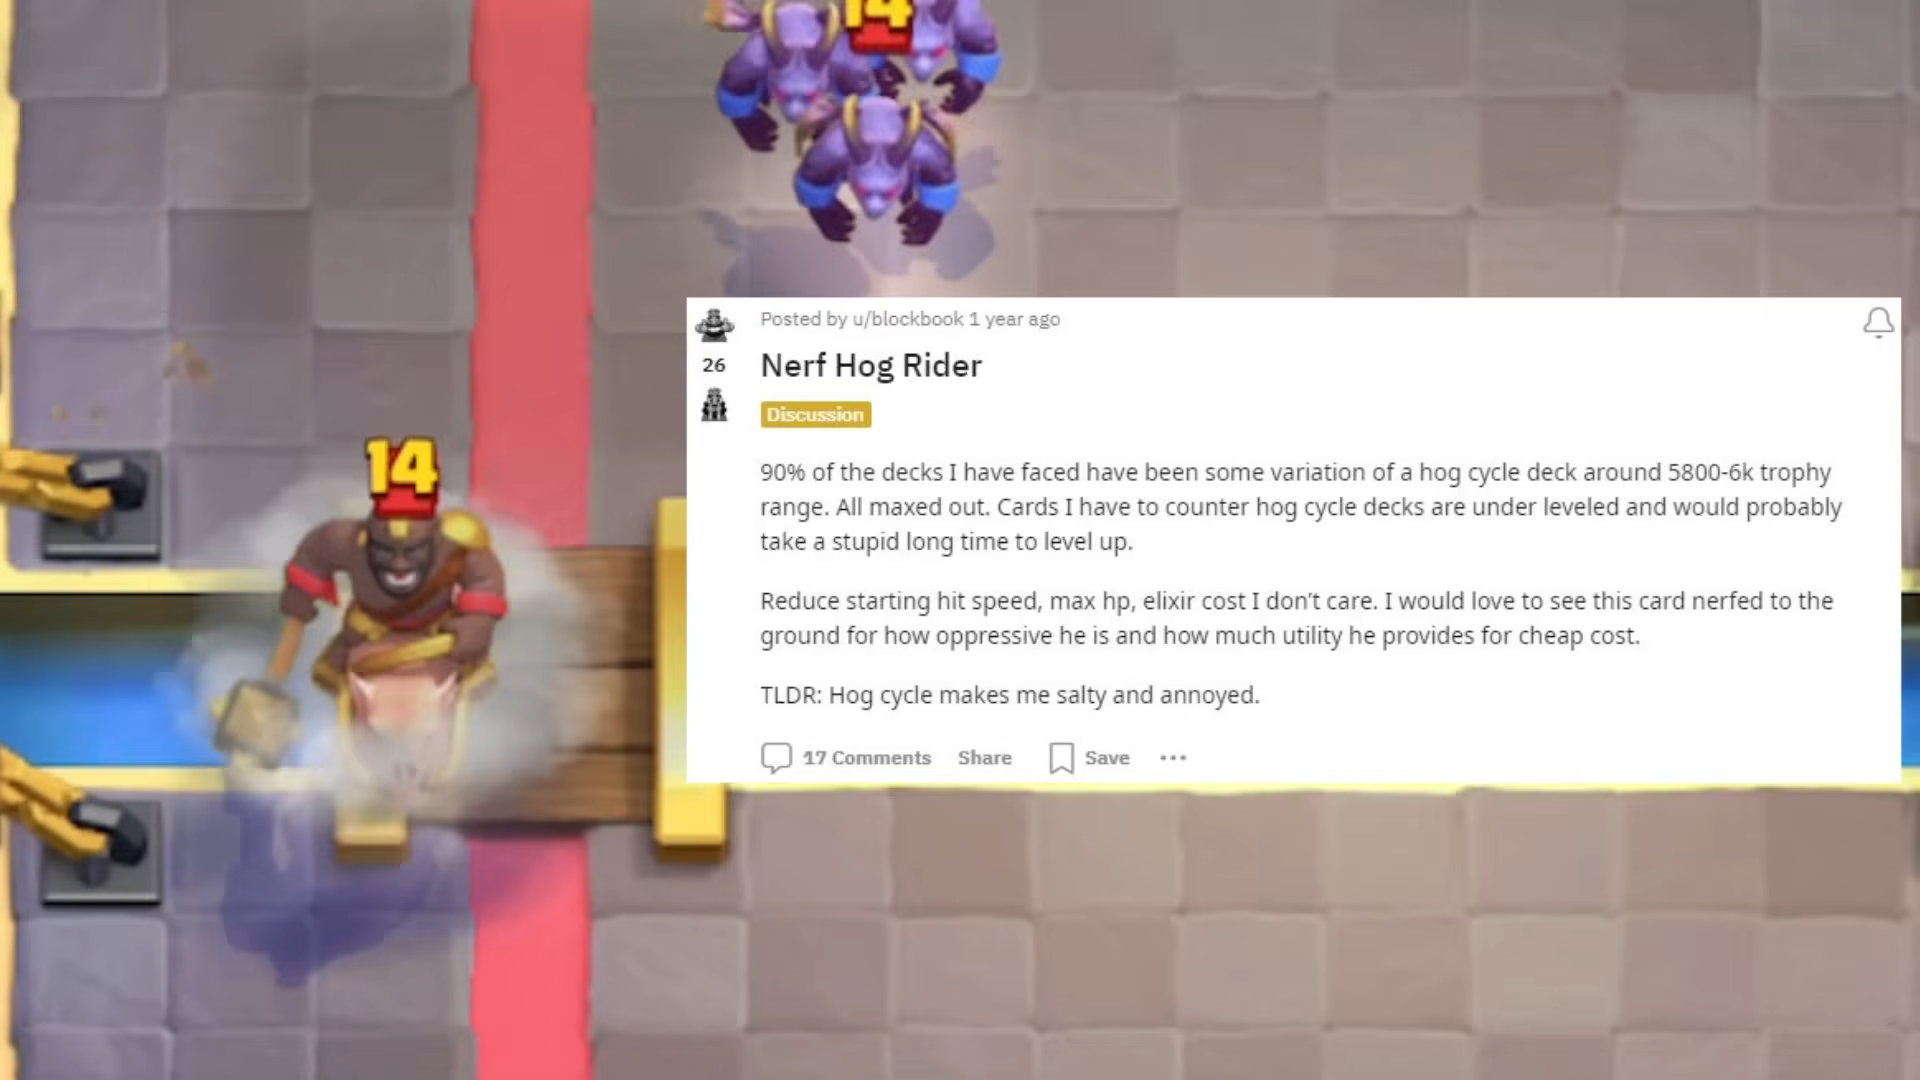 14
Posted by u/blockbook 1 year ago
26
Nerf Hog Rider
Discussion
14
90% of the decks I have faced have been some variation of a hog cycle deck around 5800-6k trophy
range. All maxed out. Cards I have to counter hog cycle decks are under leveled and would probably
take a stupid long time to level up.
Reduce starting hit speed, max hp, elixir cost I don’t care. I would love to see this card nerfed to the
ground for how oppressive he is and how much utility he provides for cheap cost.
TLDR: Hog cycle makes me salty and annoyed.
17 Comments Share Save